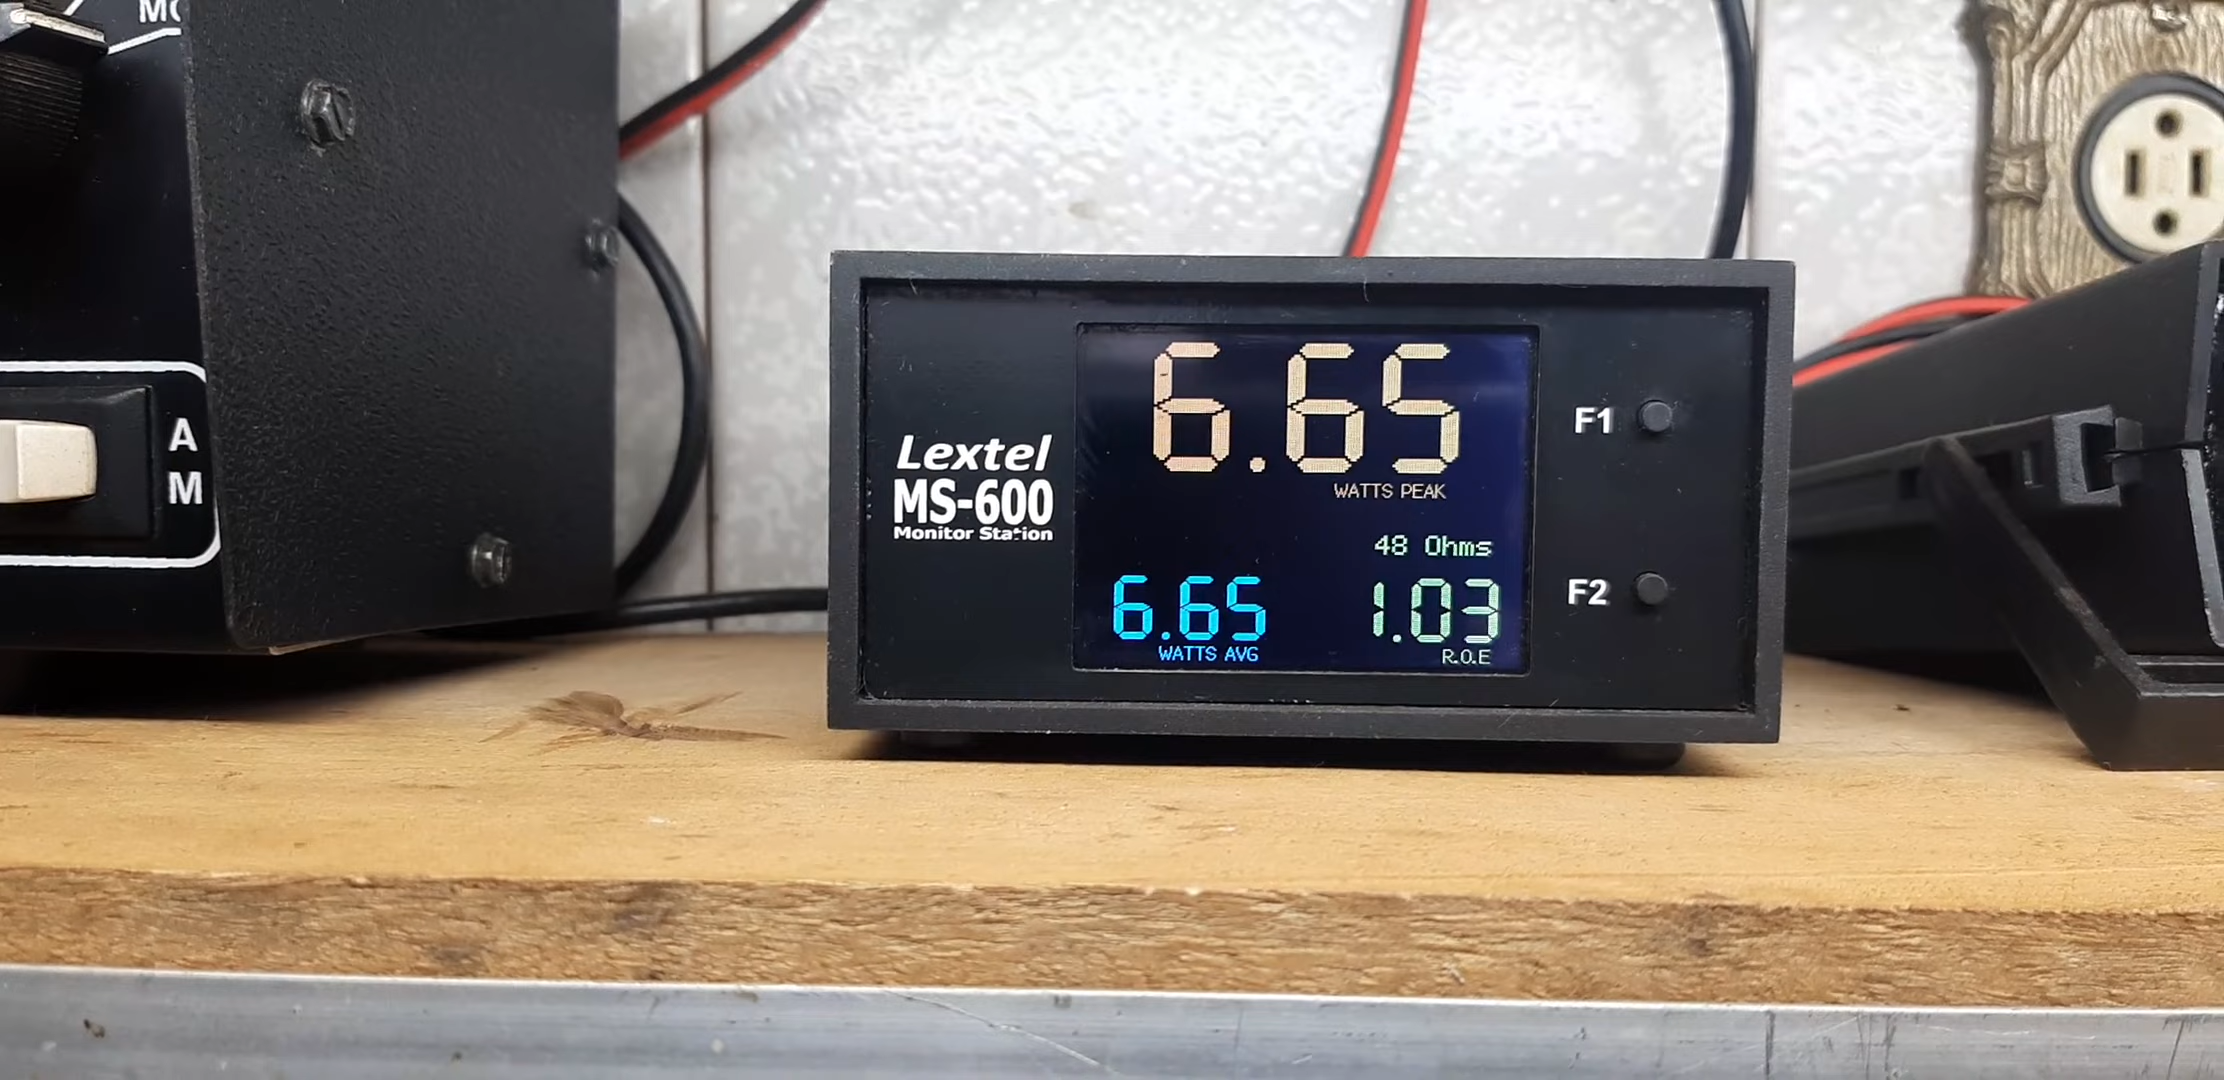 A
M
Lextel
MS-600
Monitor Station
6.65
WATTS PEAK
48 Ohms
6.65
WATTS AVG
1.03
R.O.E
F1
F2